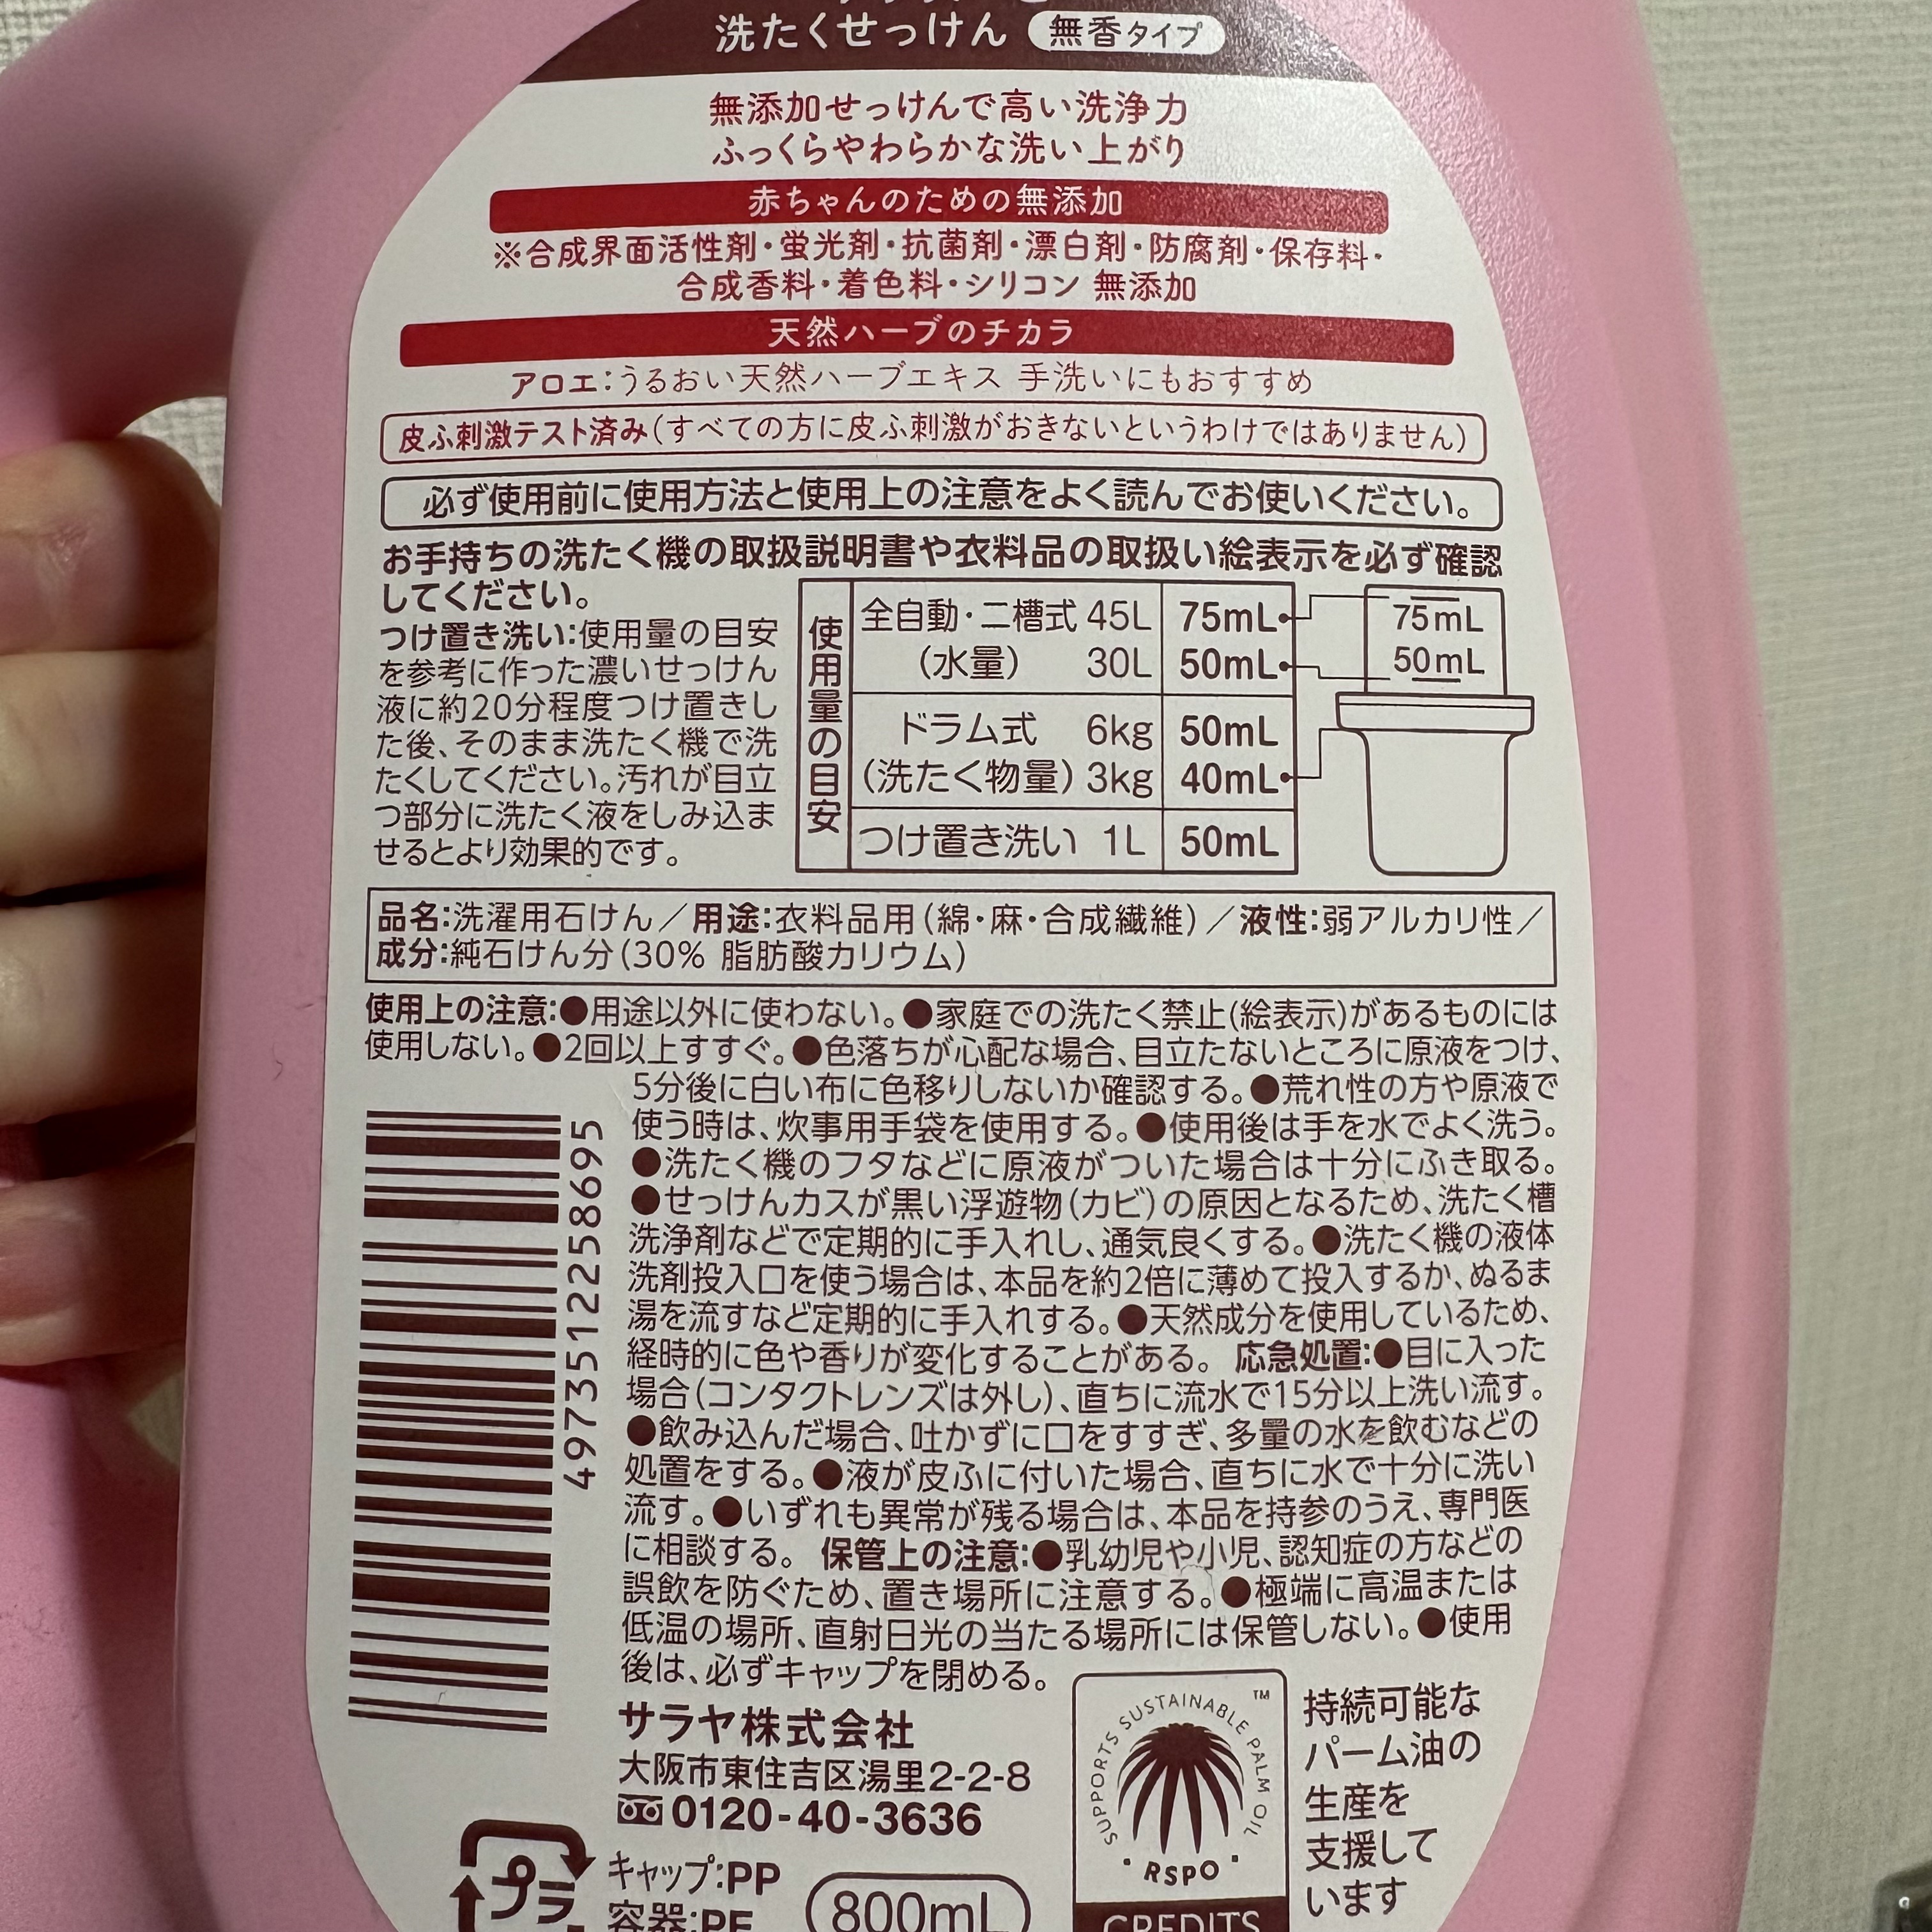 洗たくせっけん 無香タイプ
無添加せっけんで高い洗浄力
ふっくらやわらかな洗い上がり
赤ちゃんのための無添加
※合成界面活性剤・蛍光剤・抗菌剤・漂白剤・防腐剤・保存料・
合成香料・着色料・シリコン 無添加
天然ハーブのチカラ
アロエ:うるおい天然ハーブエキス 手洗いにもおすすめ
皮ふ刺激テスト済み(すべての方に皮ふ刺激がおきないというわけではありません)
必ず使用前に使用方法と使用上の注意をよく読んでお使いください。
お手持ちの洗たく機の取扱説明書や衣料品の取扱い絵表示を必ず確認
してください。
つけ置き洗い:使用量の目安
を参考に作った濃いせっけん
液に約20分程度つけ置きし
た後、そのまま洗たく機で洗
たくしてください。汚れが目立
つ部分に洗たく液をしみ込ま
せるとより効果的です。
使用量の目安
全自動・二槽式 45L 75mL
(水量) 30L 50mL
ドラム式 6kg 50mL
(洗たく物量) 3kg 40mL
つけ置き洗い 1L 50mL
75mL
50mL
品名:洗濯用石けん/用途:衣料品用(綿・麻・合成繊維)/液性:弱アルカリ性/
成分:純石けん分(30% 脂肪酸カリウム)
使用上の注意:●用途以外に使わない。●家庭での洗たく禁止(絵表示)があるものには
使用しない。●2回以上すすぐ。●色落ちが心配な場合、目立たないところに原液をつけ、
5分後に白い布に色移りしないか確認する。●荒れ性の方や原液で
使う時は、炊事用手袋を使用する。●使用後は手を水でよく洗う。
●洗たく機のフタなどに原液がついた場合は十分にふき取る。
●せっけんカスが黒い浮遊物(カビ)の原因となるため、洗たく槽
洗浄剤などで定期的に手入れし、通気良くする。●洗たく機の液体
洗剤投入口を使う場合は、本品を約2倍に薄めて投入するか、ぬるま
湯を流すなど定期的に手入れする。●天然成分を使用しているため、
経時的に色や香りが変化することがある。 応急処置:●目に入った
場合(コンタクトレンズは外し)、直ちに流水で15分以上洗い流す。
●飲み込んだ場合、吐かずに口をすすぎ、多量の水を飲むなどの
処置をする。●液が皮ふに付いた場合、直ちに水で十分に洗い
流す。●いずれも異常が残る場合は、本品を持参のうえ、専門医
に相談する。 保管上の注意:●乳幼児や小児、認知症の方などの
誤飲を防ぐため、置き場所に注意する。●極端に高温または
低温の場所、直射日光の当たる場所には保管しない。●使用
後は、必ずキャップを閉める。
4973512258695
サラヤ株式会社
大阪市東住吉区湯里2-2-8
0120-40-3636
プラ
キャップ:PP
容器:PE
800mL
SUPPORTS SUSTAINABLE PALM OIL ™
・RSPO・
CREDITS
持続可能な
パーム油の
生産を
支援して
います